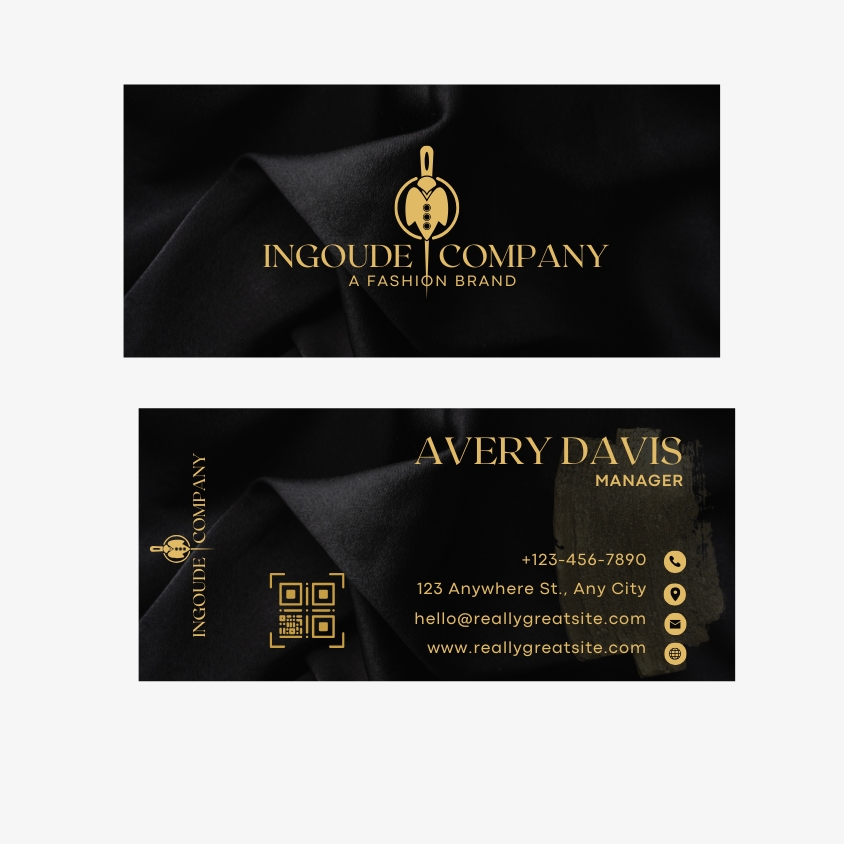 INGOUDE COMPANY
A FASHION BRAND
INGOUDE COMPANY
AVERY DAVIS
MANAGER
+123-456-7890
123 Anywhere St., Any City
hello@reallygreatsite.com
www.reallygreatsite.com